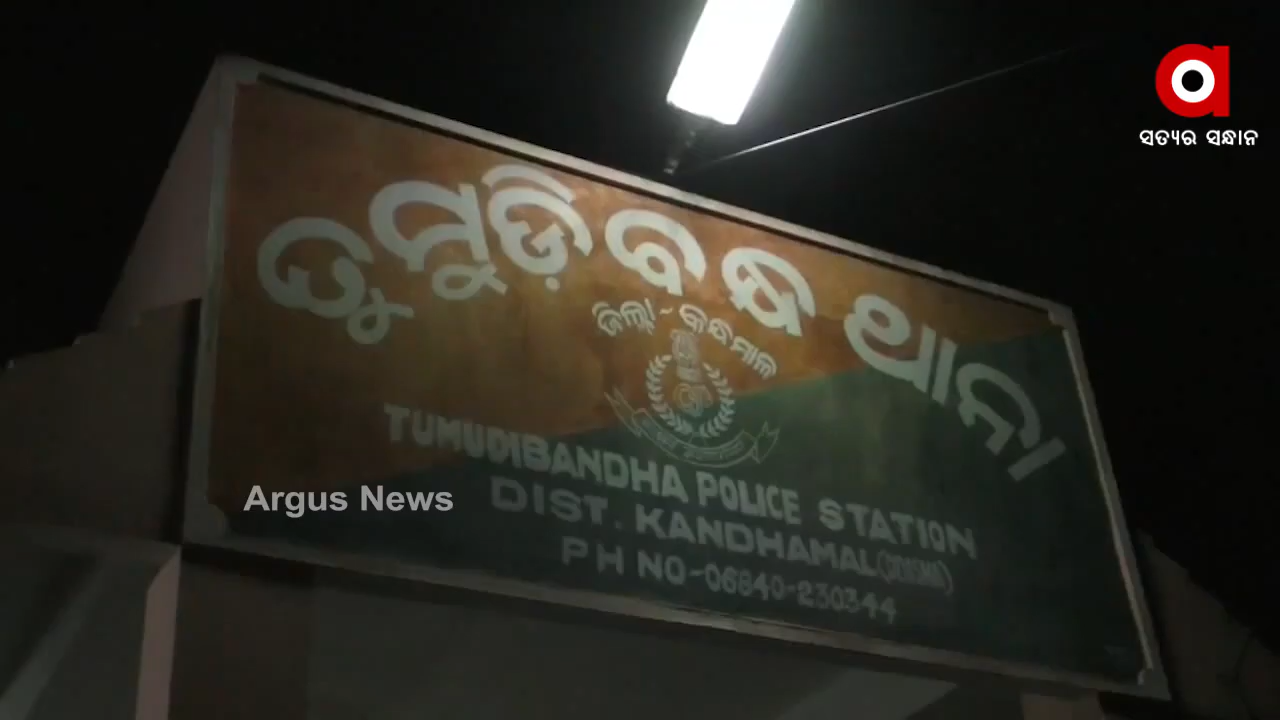 ସତ୍ୟର ସନ୍ଧାନ
ତୁମୁଡ଼ିବନ୍ଧ ଥାନା
ଜିଲ୍ଲା-କନ୍ଧମାଳ
TUMUDIBANDHA POLICE STATION
Argus News
DIST. KANDHAMAL
PH NO-06840-230344